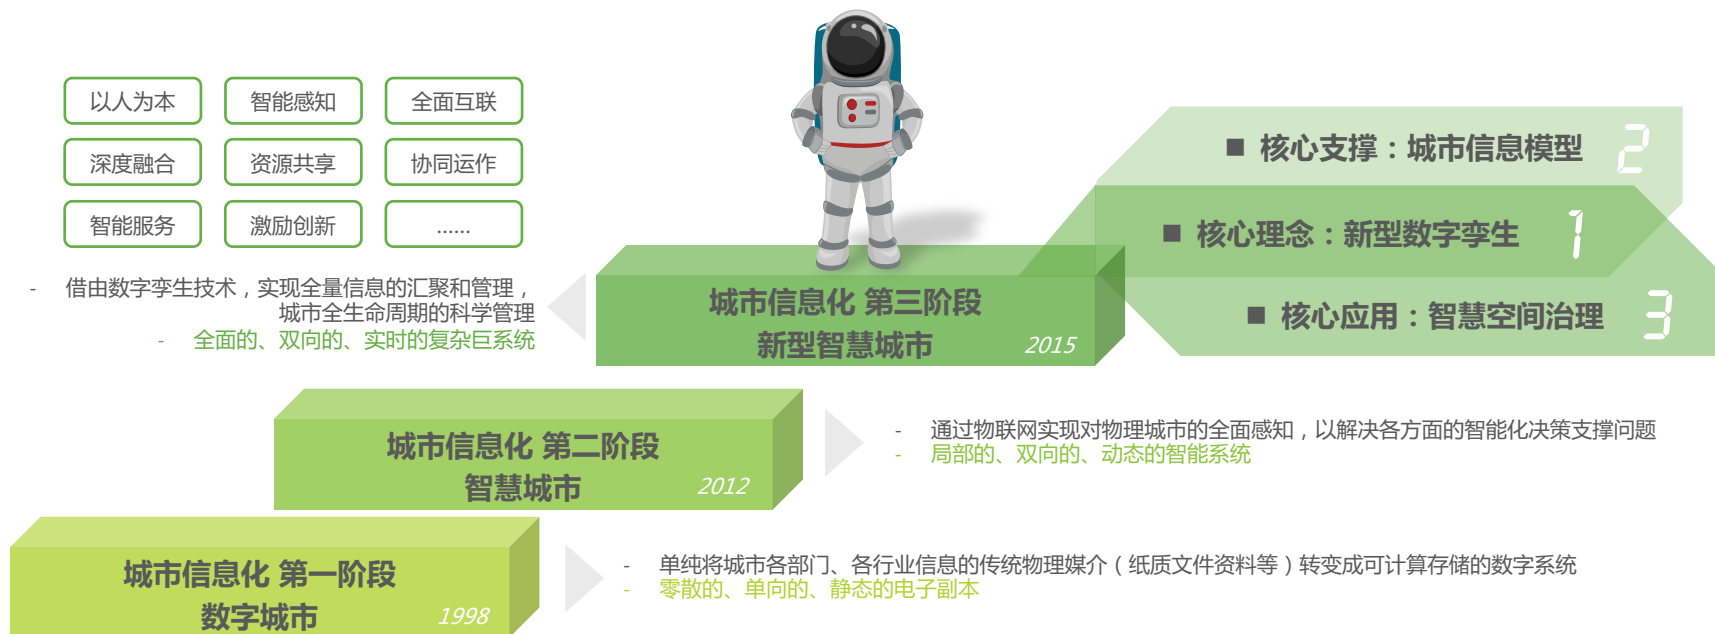 以人为本
智能感知
全面互联
深度融合
资源共享
协同运作
智能服务
激励创新
......
- 借由数字孪生技术，实现全量信息的汇聚和管理，
城市全生命周期的科学管理
- 全面的、双向的、实时的复杂巨系统
城市信息化 第三阶段
新型智慧城市
2015
■ 核心支撑：城市信息模型
2
■ 核心理念：新型数字孪生
1
■ 核心应用：智慧空间治理
3
城市信息化 第二阶段
智慧城市
2012
- 通过物联网实现对物理城市的全面感知，以解决各方面的智能化决策支撑问题
- 局部的、双向的、动态的智能系统
城市信息化 第一阶段
数字城市
1998
- 单纯将城市各部门、各行业信息的传统物理媒介（纸质文件资料等）转变成可计算存储的数字系统
- 零散的、单向的、静态的电子副本